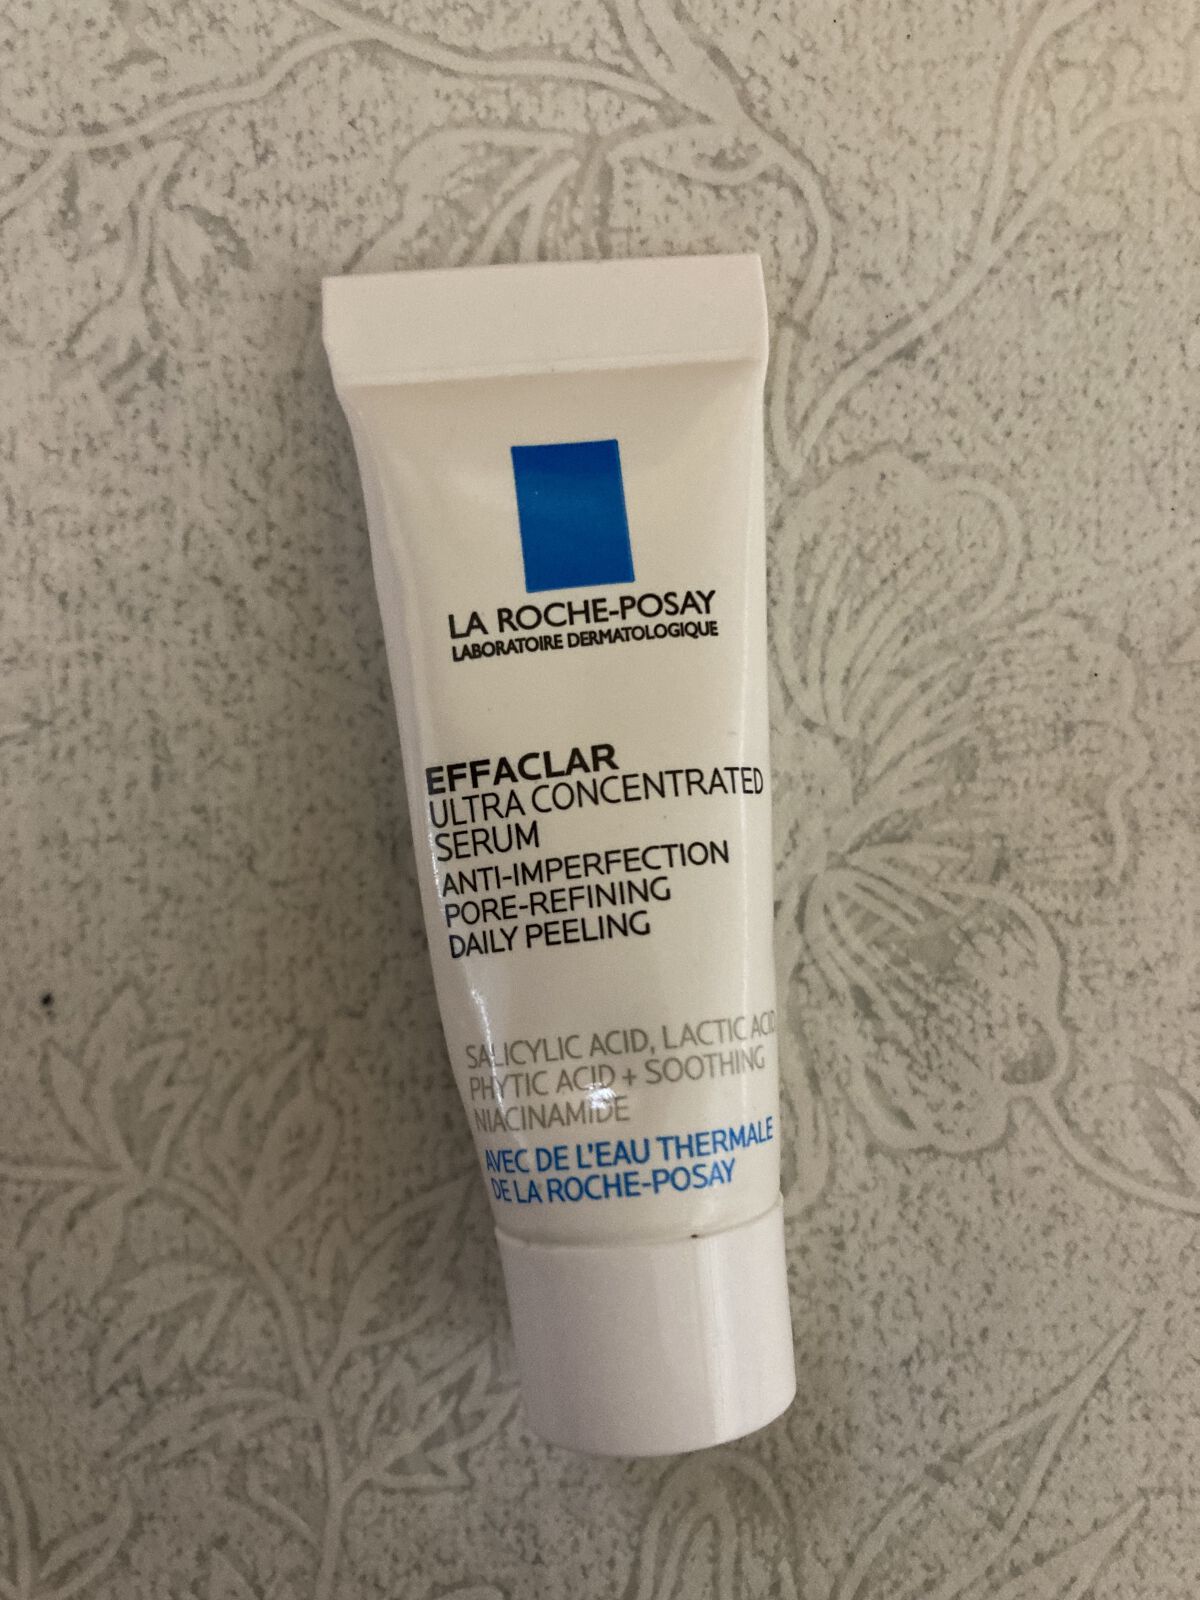 LA ROCHE-POSAY
LABORATOIRE DERMATOLOGIQUE
EFFACLAR
ULTRA CONCENTRATED
SERUM
ANTI-IMPERFECTION
PORE-REFINING
DAILY PEELING
SALICYLIC ACID, LACTIC ACID
PHYTIC ACID + SOOTHING
NIACINAMIDE
AVEC DE L'EAU THERMALE
DE LA ROCHE-POSAY